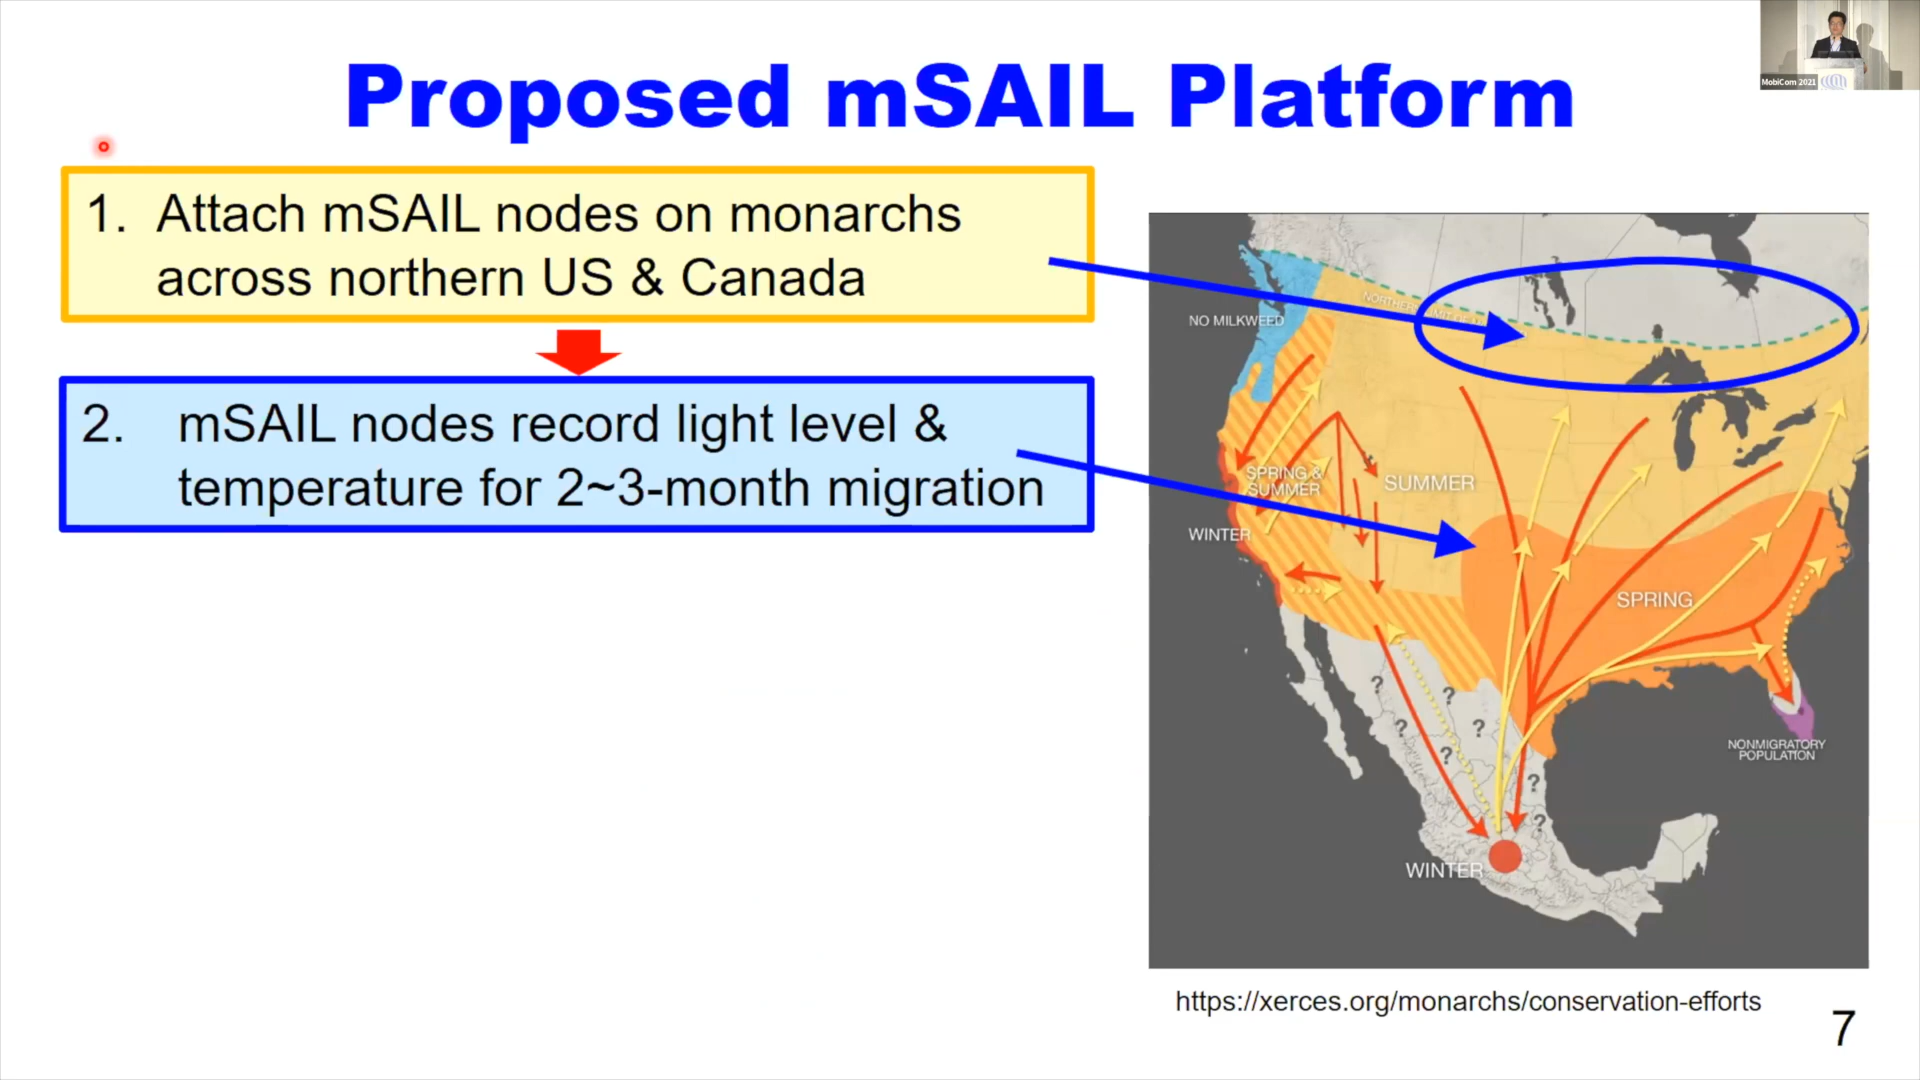 Proposed mSAIL Platform
MobiCom 2021
1. Attach mSAIL nodes on monarchs
across northern US & Canada
2. mSAIL nodes record light level &
temperature for 2~3-month migration
NO MILKWEED
SPRING &
SUMMER
SUMMER
WINTER
SPRING
?
?
?
?
?
?
?
NONMIGRATORY
POPULATION
WINTER
https://xerces.org/monarchs/conservation-efforts
7